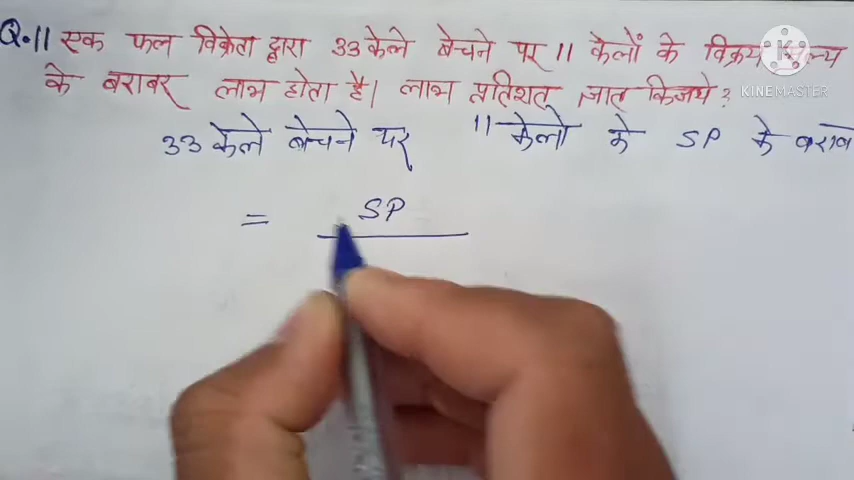 Q.11 एक फल विक्रेता द्वारा 33 केले बेचने पर 11 केलों के विक्रय मूल्य
के बराबर लाभ होता है। लाभ प्रतिशत ज्ञात किजिये?
33 केले बेचने पर 11 केलो के SP के बराब
= SP
KINEMASTER